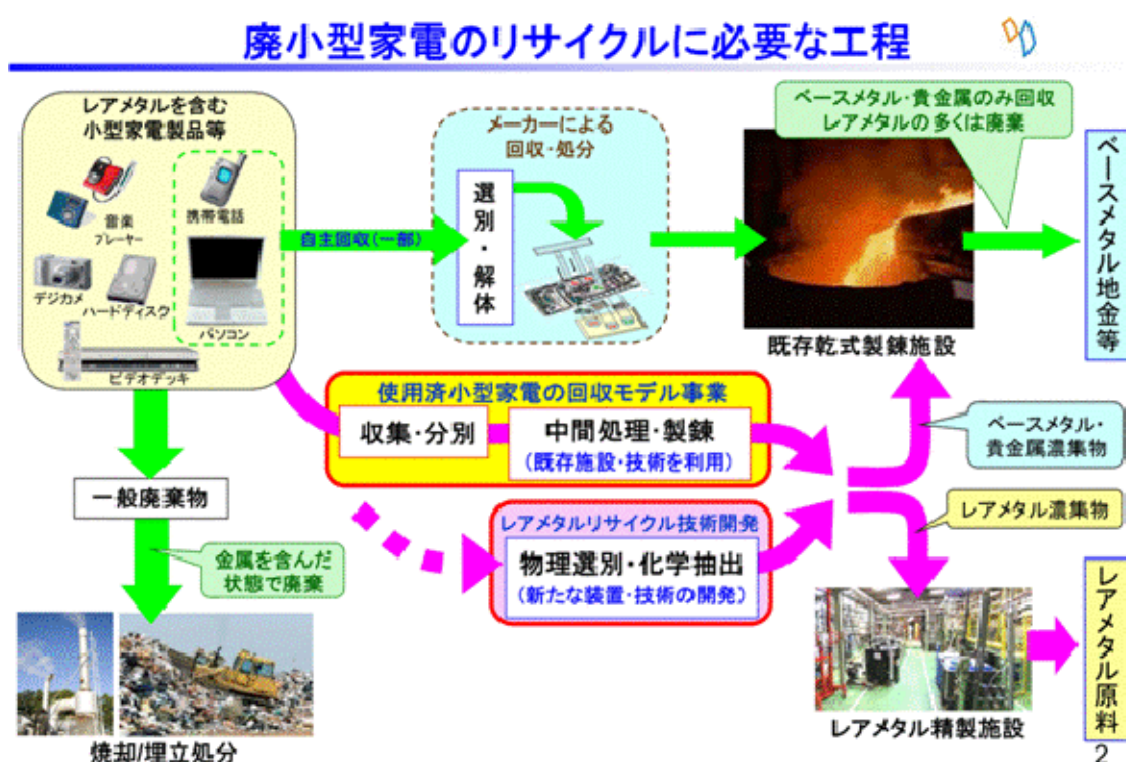 廃小型家電のリサイクルに必要な工程
レアメタルを含む
小型家電製品等
音楽
プレーヤー
携帯電話
デジカメ
ハードディスク
パソコン
ビデオデッキ
自主回収(一部)
メーカーによる
回収・処分
選別・解体
ベースメタル・貴金属のみ回収
レアメタルの多くは廃棄
既存乾式製錬施設
ベースメタル地金等
使用済小型家電の回収モデル事業
収集・分別
中間処理・製錬
(既存施設・技術を利用)
ベースメタル・
貴金属濃集物
一般廃棄物
レアメタルリサイクル技術開発
物理選別・化学抽出
(新たな装置・技術の開発)
レアメタル濃集物
金属を含んだ
状態で廃棄
焼却/埋立処分
レアメタル精製施設
レアメタル原料
2